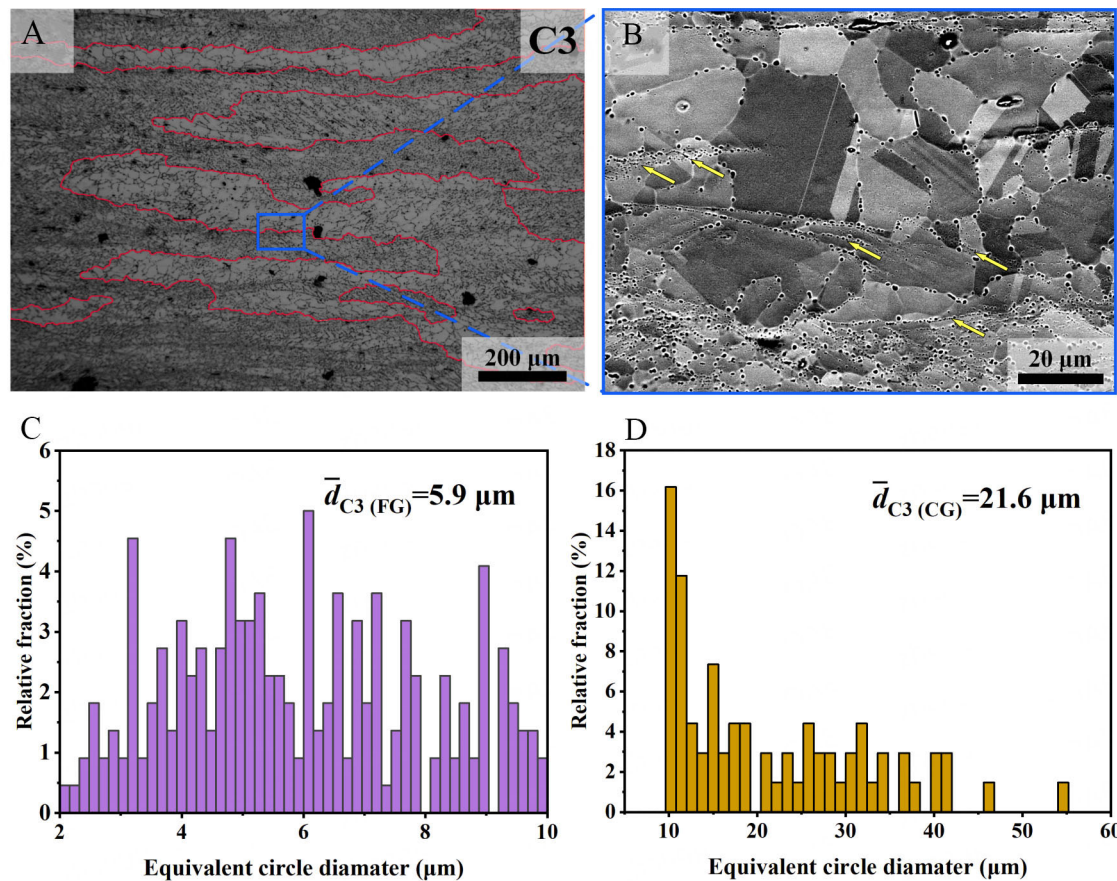 A
C3
200 μm
B
20 μm
C
d̅C3 (FG)=5.9 μm
Relative fraction (%)
0
1
2
3
4
5
6
2
4
6
8
10
Equivalent circle diamater (μm)
D
d̅C3 (CG)=21.6 μm
Relative fraction (%)
0
2
4
6
8
10
12
14
16
18
10
20
30
40
50
60
Equivalent circle diamater (μm)